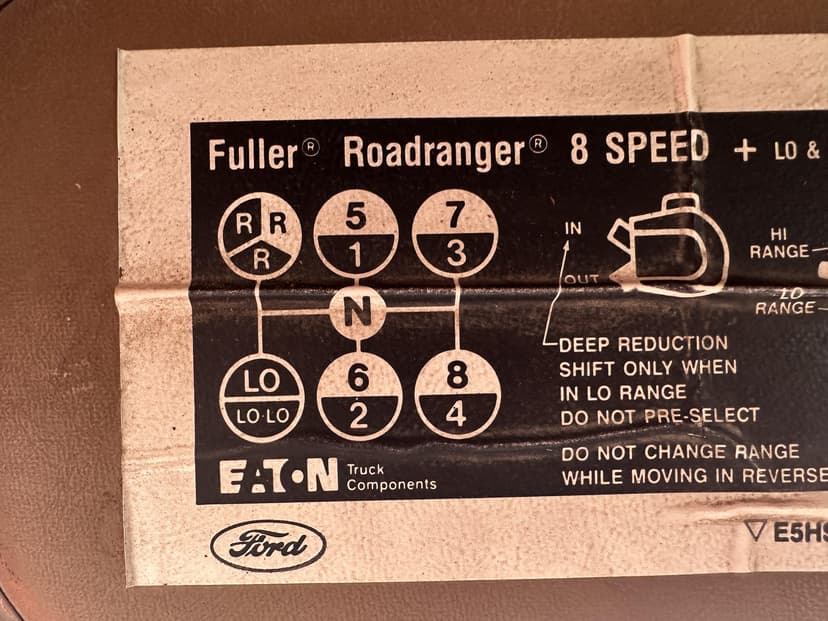 Fuller® Roadranger® 8 SPEED + LO &
R R R
5
1
7
3
N
LO
LO-LO
6
2
8
4
IN
OUT
HI
RANGE
LO
RANGE
DEEP REDUCTION
SHIFT ONLY WHEN
IN LO RANGE
DO NOT PRE-SELECT
DO NOT CHANGE RANGE
WHILE MOVING IN REVERSE
EATON Truck
Components
Ford
E5H